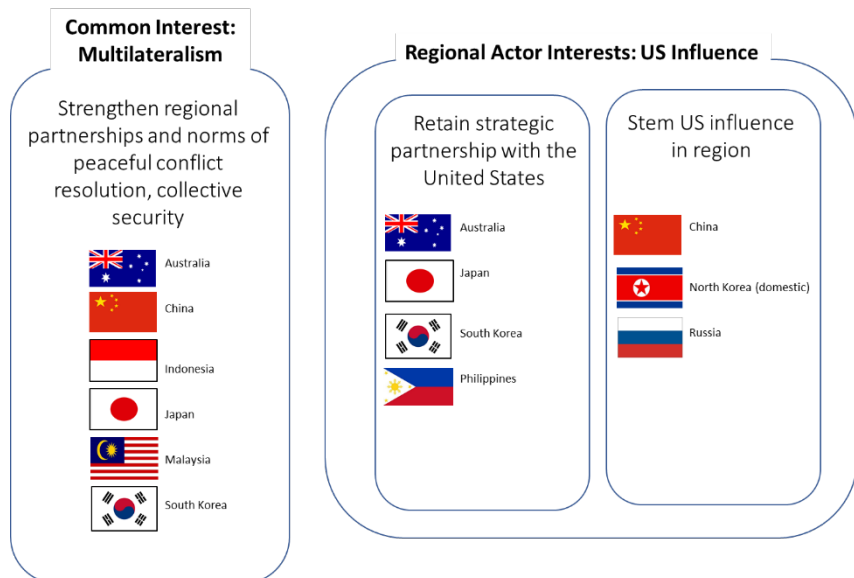 Common Interest:
Multilateralism
Strengthen regional
partnerships and norms of
peaceful conflict
resolution, collective
security
Australia
China
Indonesia
Japan
Malaysia
South Korea
Regional Actor Interests: US Influence
Retain strategic
partnership with the
United States
Australia
Japan
South Korea
Philippines
Stem US influence
in region
China
North Korea (domestic)
Russia